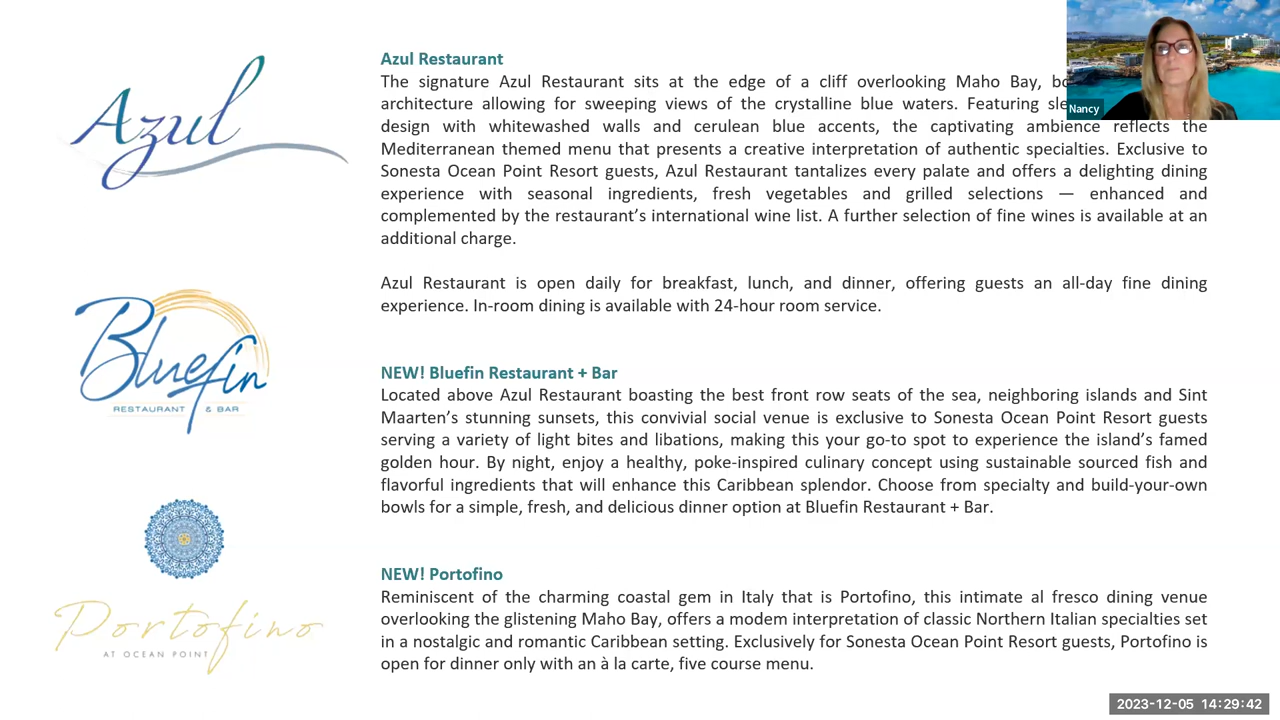 Azul
Azul Restaurant
The signature Azul Restaurant sits at the edge of a cliff overlooking Maho Bay,
architecture allowing for sweeping views of the crystalline blue waters. Featuring
design with whitewashed walls and cerulean blue accents, the captivating ambience reflects the
Mediterranean themed menu that presents a creative interpretation of authentic specialties. Exclusive to
Sonesta Ocean Point Resort guests, Azul Restaurant tantalizes every palate and offers a delighting dining
experience with seasonal ingredients, fresh vegetables and grilled selections — enhanced and
complemented by the restaurant’s international wine list. A further selection of fine wines is available at an
additional charge.
Azul Restaurant is open daily for breakfast, lunch, and dinner, offering guests an all-day fine dining
experience. In-room dining is available with 24-hour room service.
Bluefin
RESTAURANT & BAR
NEW! Bluefin Restaurant + Bar
Located above Azul Restaurant boasting the best front row seats of the sea, neighboring islands and Sint
Maarten’s stunning sunsets, this convivial social venue is exclusive to Sonesta Ocean Point Resort guests
serving a variety of light bites and libations, making this your go-to spot to experience the island’s famed
golden hour. By night, enjoy a healthy, poke-inspired culinary concept using sustainable sourced fish and
flavorful ingredients that will enhance this Caribbean splendor. Choose from specialty and build-your-own
bowls for a simple, fresh, and delicious dinner option at Bluefin Restaurant + Bar.
Portofino
AT OCEAN POINT
NEW! Portofino
Reminiscent of the charming coastal gem in Italy that is Portofino, this intimate al fresco dining venue
overlooking the glistening Maho Bay, offers a modem interpretation of classic Northern Italian specialties set
in a nostalgic and romantic Caribbean setting. Exclusively for Sonesta Ocean Point Resort guests, Portofino is
open for dinner only with an à la carte, five course menu.
Nancy
2023-12-05 14:29:42